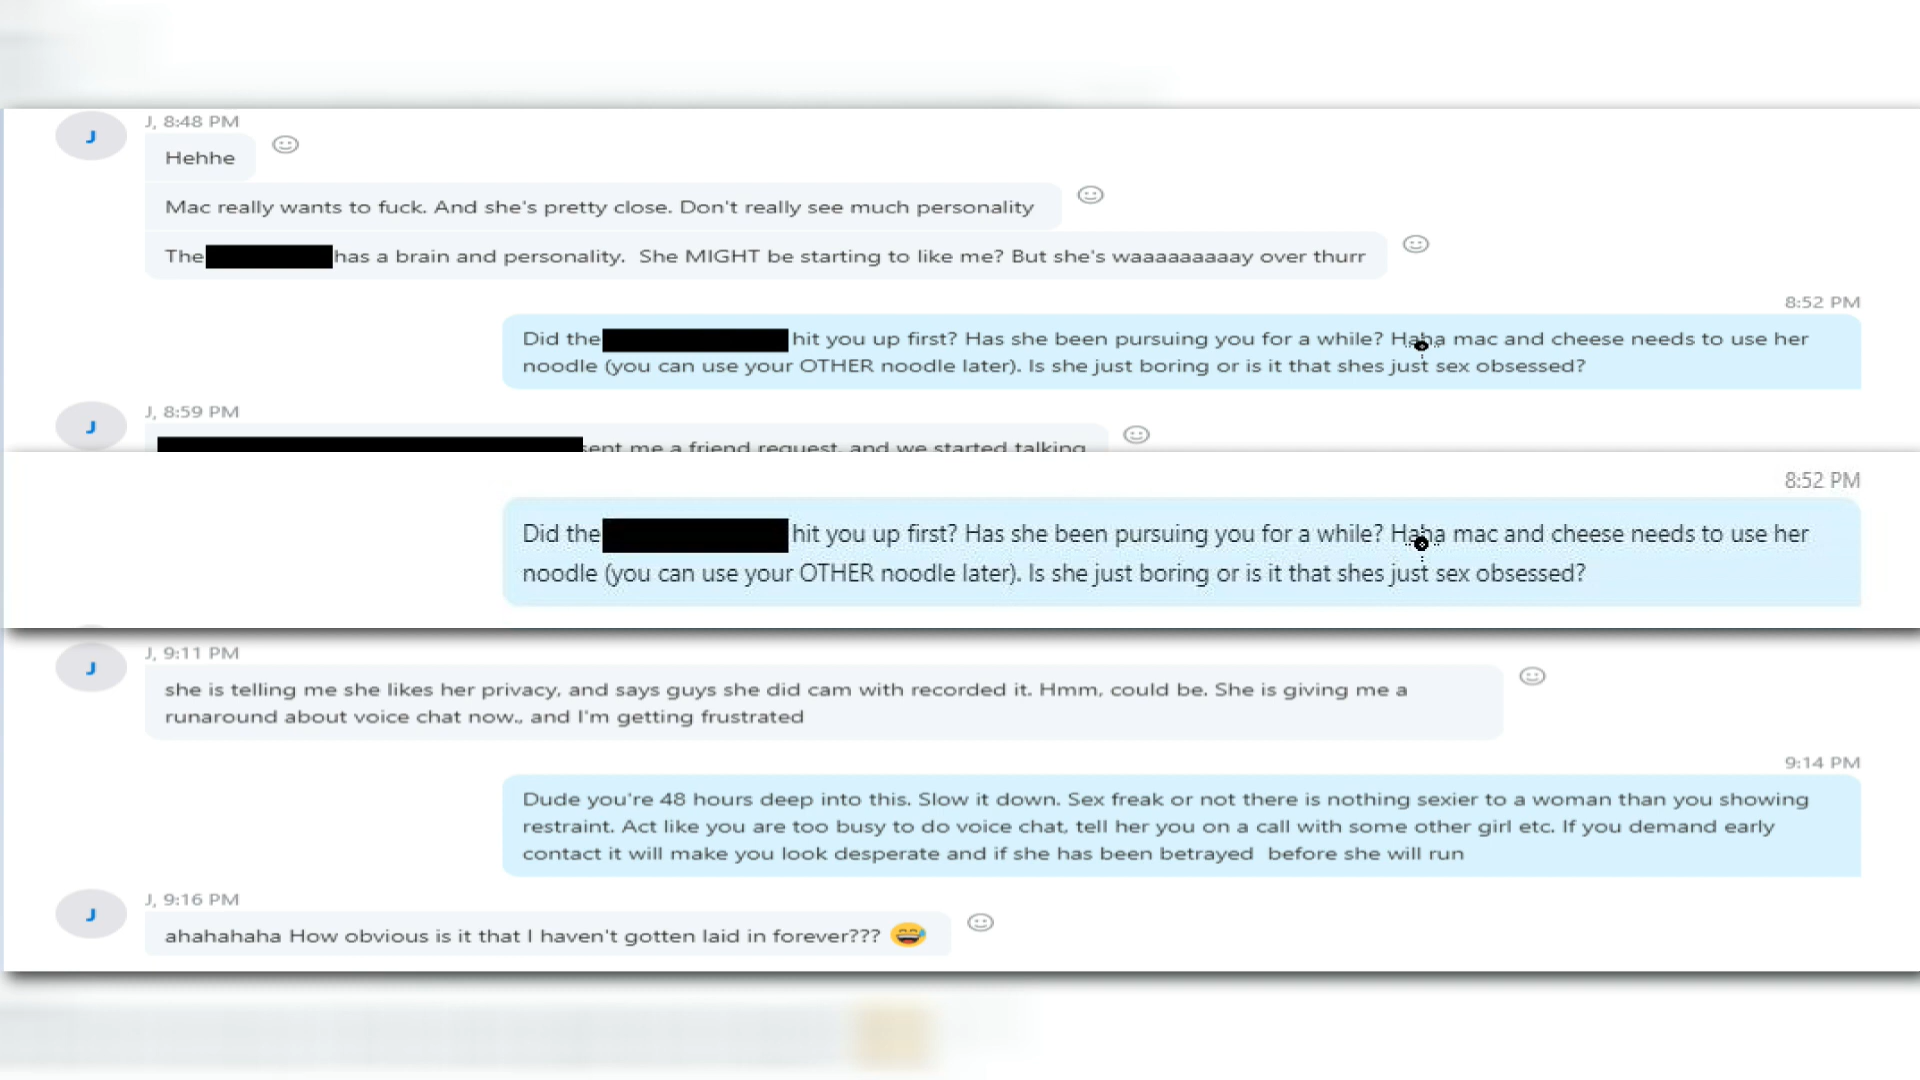 J
J, 8:48 PM
Hehhe
Mac really wants to fuck. And she's pretty close. Don't really see much personality
The has a brain and personality. She MIGHT be starting to like me? But she's waaaaaaaaay over thurr
8:52 PM
Did the hit you up first? Has she been pursuing you for a while? Haha mac and cheese needs to use her
noodle (you can use your OTHER noodle later). Is she just boring or is it that shes just sex obsessed?
J
J, 8:59 PM
sent me a friend request, and we started talking
8:52 PM
Did the hit you up first? Has she been pursuing you for a while? Haha mac and cheese needs to use her
noodle (you can use your OTHER noodle later). Is she just boring or is it that shes just sex obsessed?
J
J, 9:11 PM
she is telling me she likes her privacy, and says guys she did cam with recorded it. Hmm, could be. She is giving me a
runaround about voice chat now., and I'm getting frustrated
9:14 PM
Dude you're 48 hours deep into this. Slow it down. Sex freak or not there is nothing sexier to a woman than you showing
restraint. Act like you are too busy to do voice chat, tell her you on a call with some other girl etc. If you demand early
contact it will make you look desperate and if she has been betrayed before she will run
J
J, 9:16 PM
ahahahaha How obvious is it that I haven't gotten laid in forever??? 😅